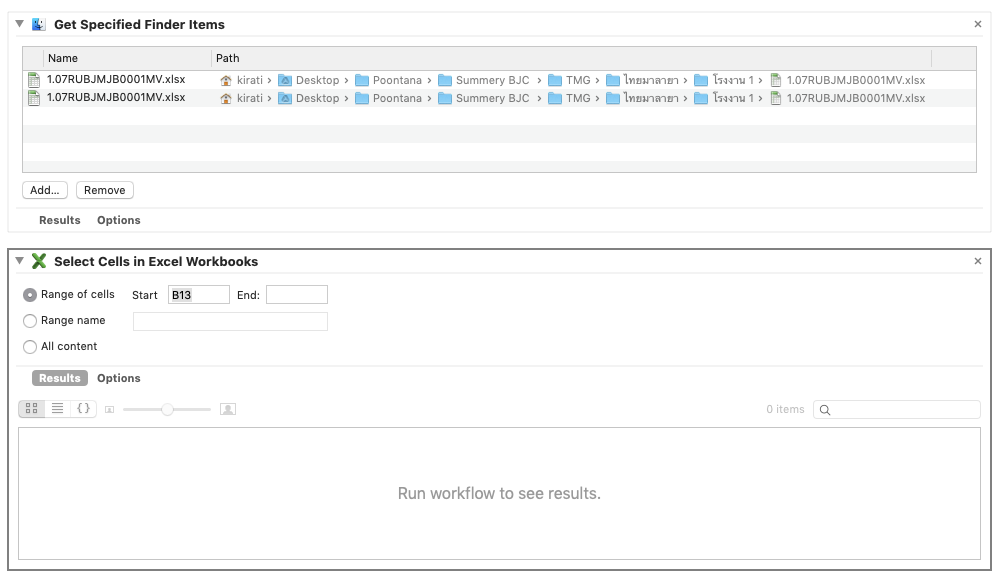 Get Specified Finder Items
Name Path
1.07RUBJMJB0001MV.xlsx kirati › Desktop › Poontana › Summery BJC › TMG › ไทยมาลายา › โรงงาน 1 › 1.07RUBJMJB0001MV.xlsx
1.07RUBJMJB0001MV.xlsx kirati › Desktop › Poontana › Summery BJC › TMG › ไทยมาลายา › โรงงาน 1 › 1.07RUBJMJB0001MV.xlsx
Add... Remove
Results Options
Select Cells in Excel Workbooks
Range of cells Start B13 End:
Range name
All content
Results Options
0 items
Run workflow to see results.